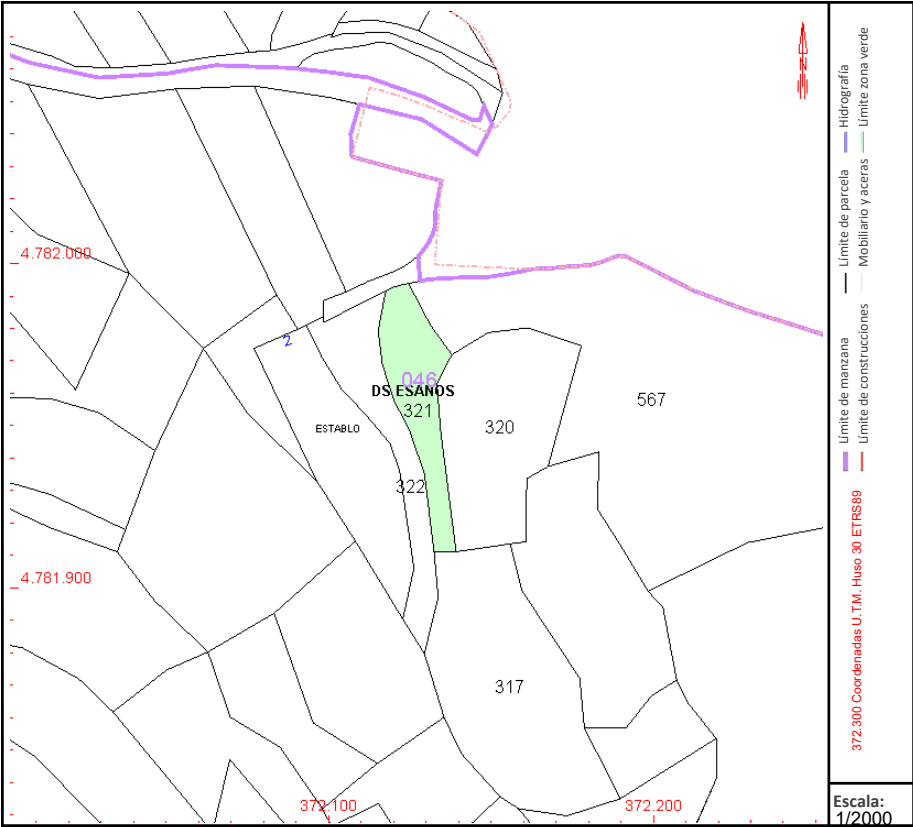 N
4.782.000
2
046
DS ESANOS
321
567
320
ESTABLO
322
4.781.900
317
372.100
372.200
Límite de manzana
Límite de construcciones
Límite de parcela
Mobiliario y aceras
Hidrografía
Límite zona verde
372.300 Coordenadas U.T.M. Huso 30 ETRS89
Escala:
1/2000